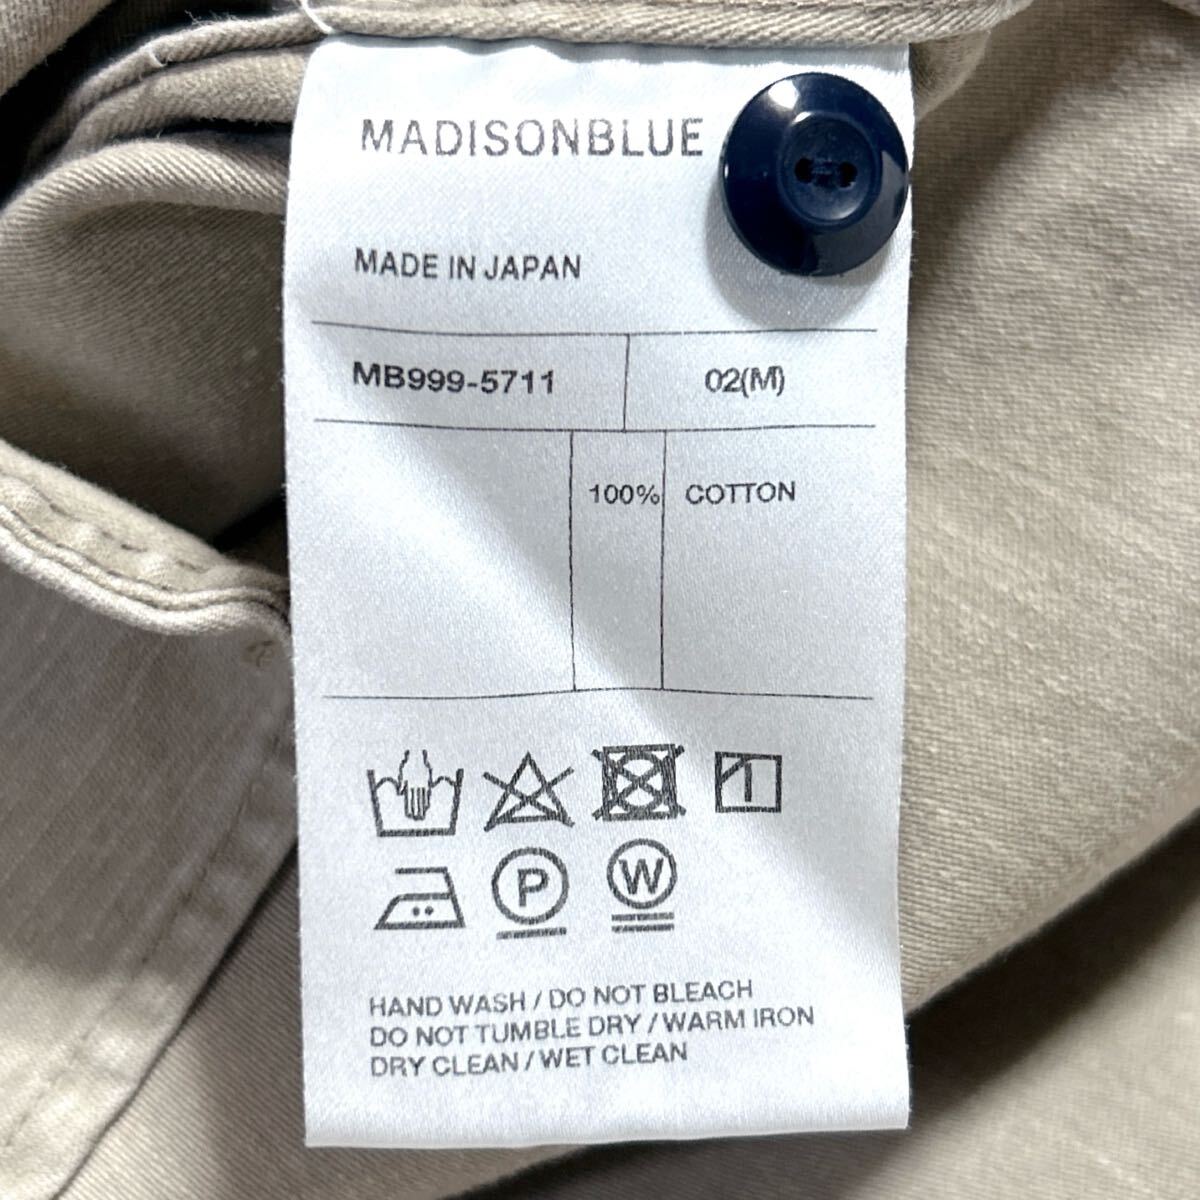 MADISONBLUE
MADE IN JAPAN
MB999-5711 02(M)
100% COTTON
P W
HAND WASH / DO NOT BLEACH
DO NOT TUMBLE DRY / WARM IRON
DRY CLEAN / WET CLEAN